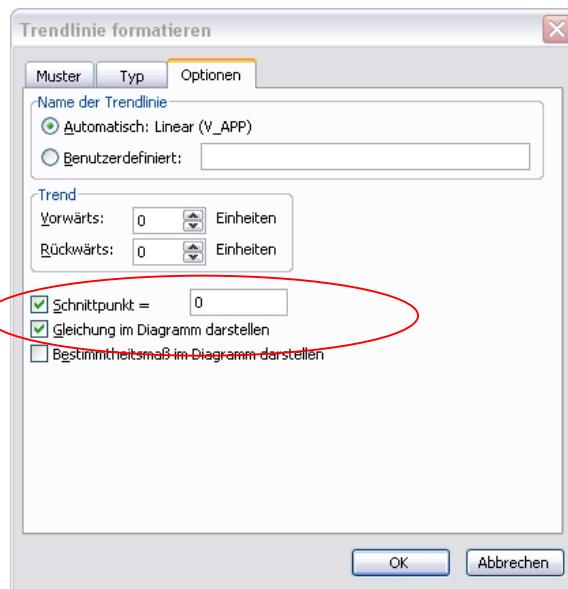 Trendlinie formatieren
Muster Typ Optionen
Name der Trendlinie
Automatisch: Linear (V_APP)
Benutzerdefiniert:
Trend
Vorwärts: 0 Einheiten
Rückwärts: 0 Einheiten
Schnittpunkt = 0
Gleichung im Diagramm darstellen
Bestimmtheitsmaß im Diagramm darstellen
OK Abbrechen